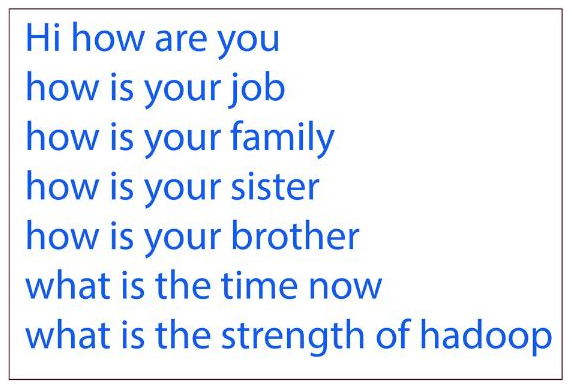 Hi how are you
how is your job
how is your family
how is your sister
how is your brother
what is the time now
what is the strength of hadoop